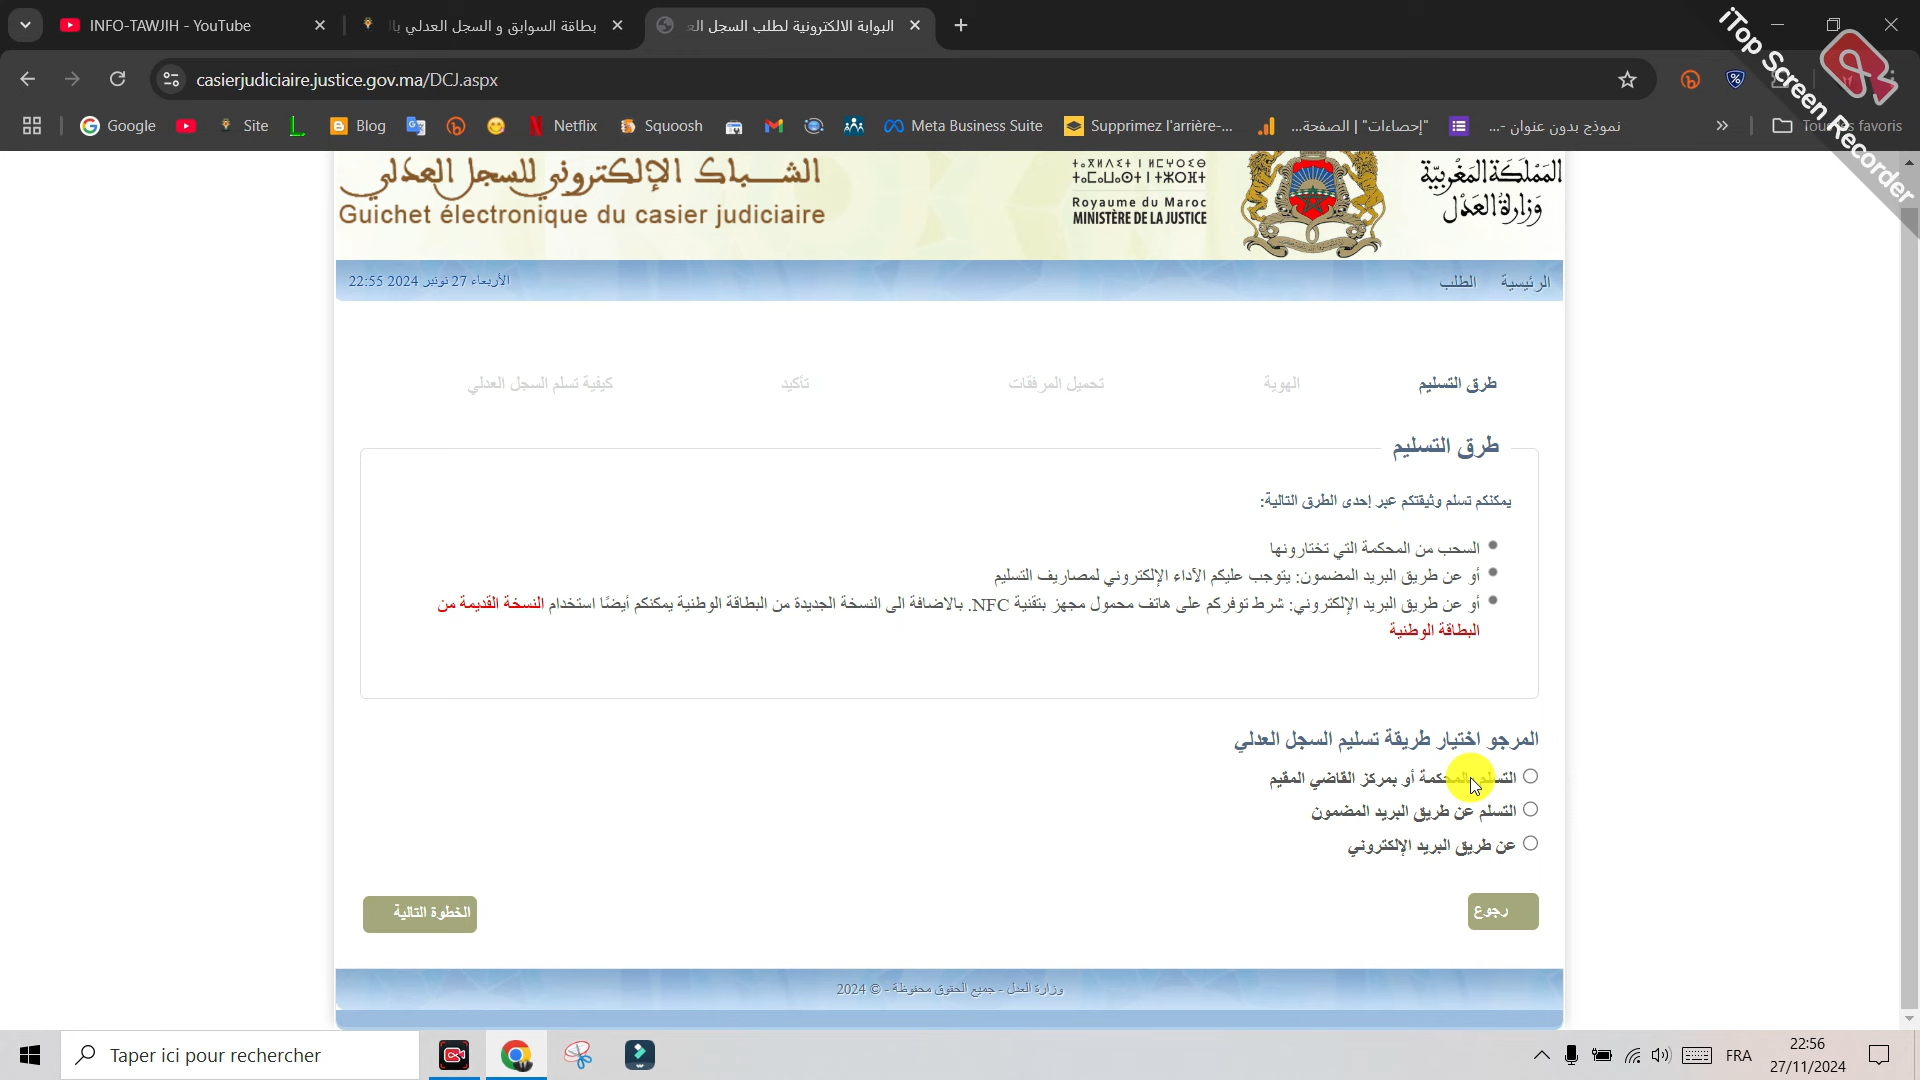 INFO-TAWJIH - YouTube
بطاقة السوابق و السجل العدلي بال
البوابة الالكترونية لطلب السجل الع
casierjudiciaire.justice.gov.ma/DCJ.aspx
iTop Screen Recorder
Google
Site
Blog
Netflix
Squoosh
Meta Business Suite
Supprimez l'arrière-...
إحصاءات" | الصفحة"...
نموذج بدون عنوان -...
favoris
الشباك الإلكتروني للسجل العدلي
Guichet électronique du casier judiciaire
Royaume du Maroc
MINISTÈRE DE LA JUSTICE
المملكة المغربية
وزارة العدل
الرئيسية
الطلب
الأربعاء 27 نونبر 2024 22:55
طرق التسليم
الهوية
تحميل المرفقات
تأكيد
كيفية تسلم السجل العدلي
طرق التسليم
يمكنكم تسلم وثيقتكم عبر إحدى الطرق التالية:
السحب من المحكمة التي تختارونها
أو عن طريق البريد المضمون: يتوجب عليكم الآداء الإلكتروني لمصاريف التسليم
أو عن طريق البريد الإلكتروني: شرط توفركم على هاتف محمول مجهز بتقنية NFC. بالاضافة الى النسخة الجديدة من البطاقة الوطنية يمكنكم أيضًا استخدام النسخة القديمة من
البطاقة الوطنية
المرجو اختيار طريقة تسليم السجل العدلي
التسلم بالمحكمة أو بمركز القاضي المقيم
التسلم عن طريق البريد المضمون
عن طريق البريد الإلكتروني
رجوع
الخطوة التالية
وزارة العدل - جميع الحقوق محفوظة - © 2024
Taper ici pour rechercher
FRA
22:56
27/11/2024